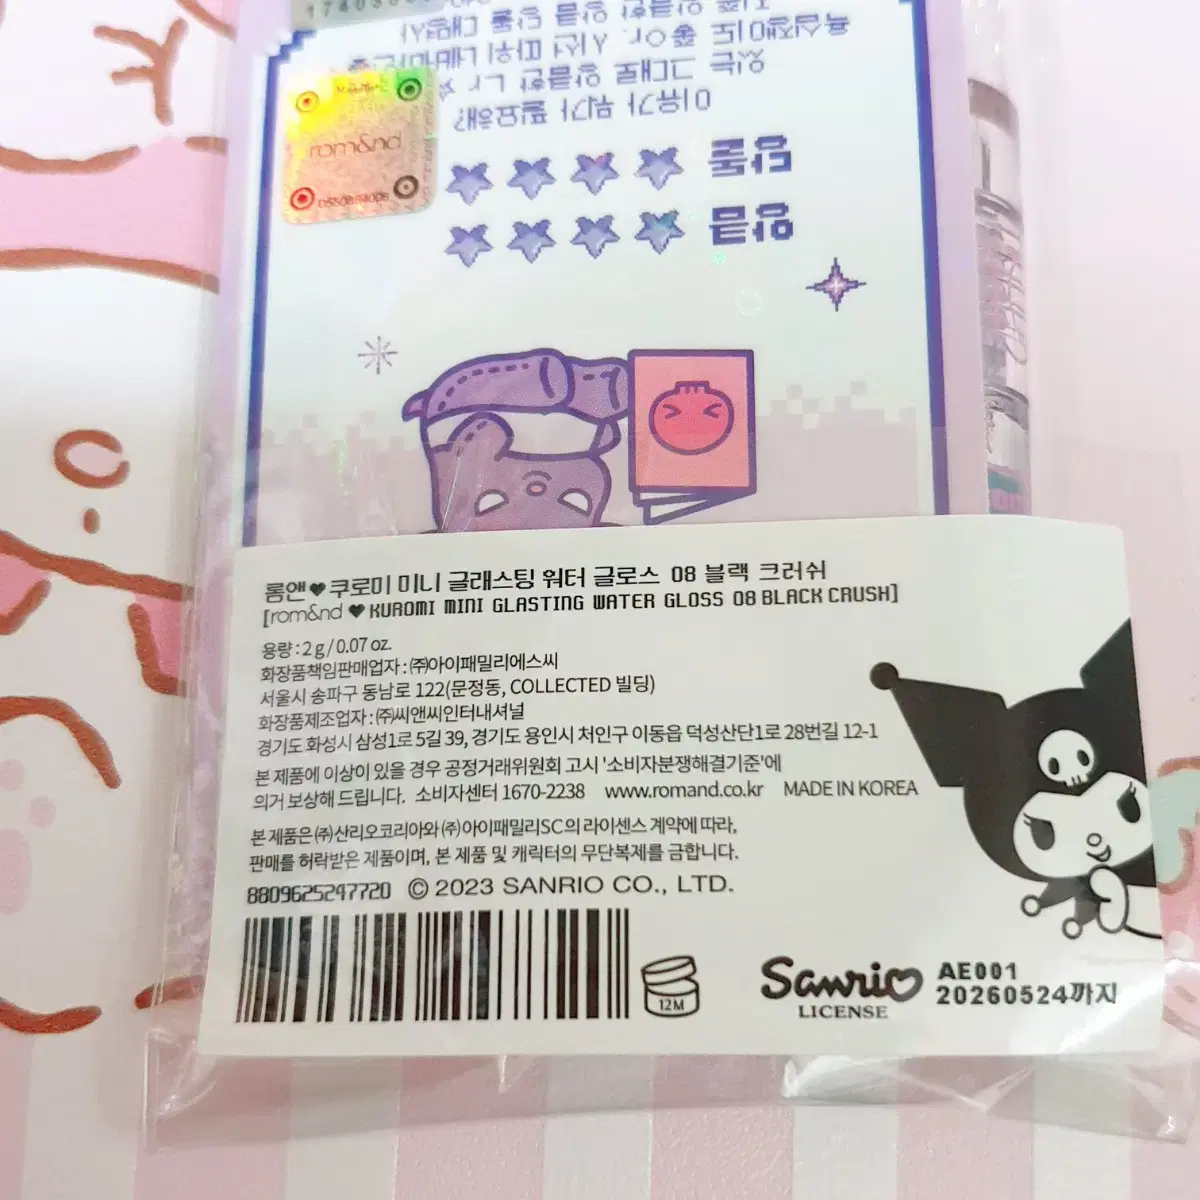 이유가 뭐가 필요해?
앙큼
단물
rom&nd
롬앤♥쿠로미 미니 글래스팅 워터 글로스 08 블랙 크러쉬
[rom&nd ♥ KUROMI MINI GLASTING WATER GLOSS 08 BLACK CRUSH]
용량 : 2 g / 0.07 oz.
화장품책임판매업자 : ㈜아이패밀리에스씨
서울시 송파구 동남로 122(문정동, COLLECTED 빌딩)
화장품제조업자 : ㈜씨앤씨인터내셔널
경기도 화성시 삼성1로 5길 39, 경기도 용인시 처인구 이동읍 덕성산단1로 28번길 12-1
본 제품에 이상이 있을 경우 공정거래위원회 고시 '소비자분쟁해결기준'에
의거 보상해 드립니다. 소비자센터 1670-2238 www.romand.co.kr MADE IN KOREA
본 제품은 ㈜산리오코리아와 ㈜아이패밀리SC의 라이센스 계약에 따라,
판매를 허락받은 제품이며, 본 제품 및 캐릭터의 무단복제를 금합니다.
8809625247720 © 2023 SANRIO CO., LTD.
12M
Sanrio
LICENSE
AE001
20260524까지